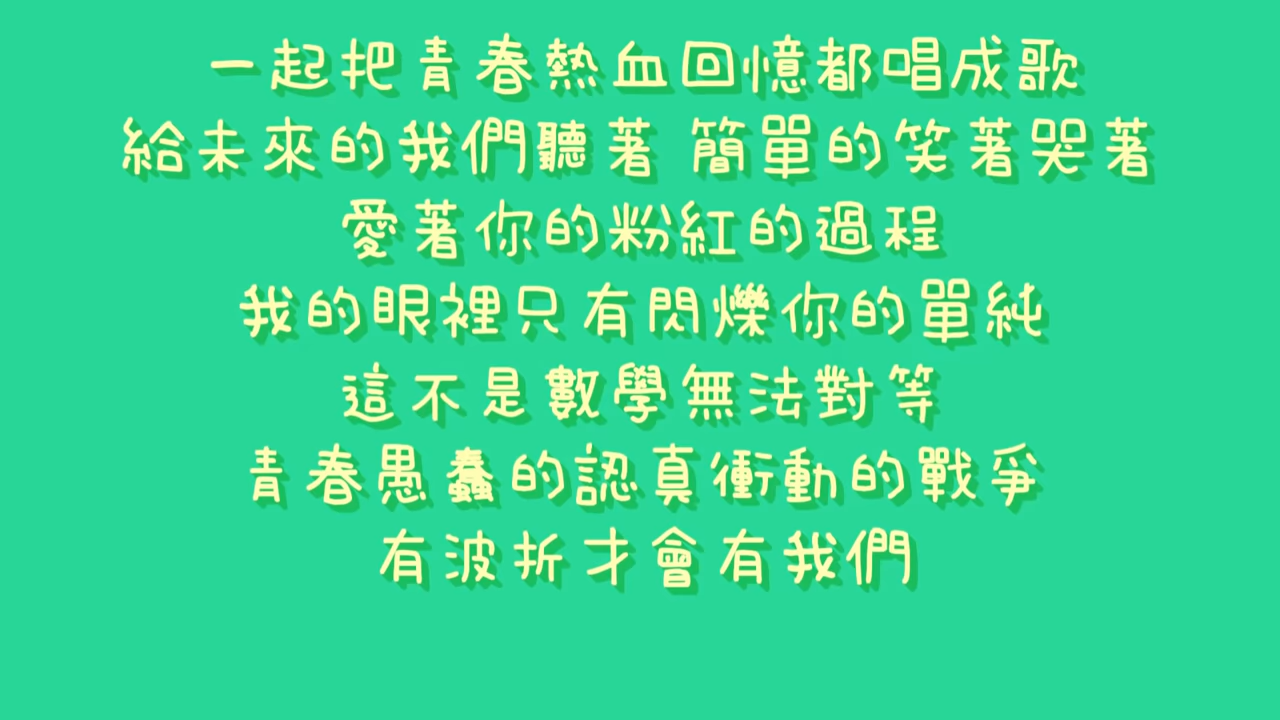 一起把青春熱血回憶都唱成歌
給未來的我們聽著 簡單的笑著哭著
愛著你的粉紅的過程
我的眼裡只有閃爍你的單純
這不是數學無法對等
青春愚蠢的認真衝動的戰爭
有波折才會有我們